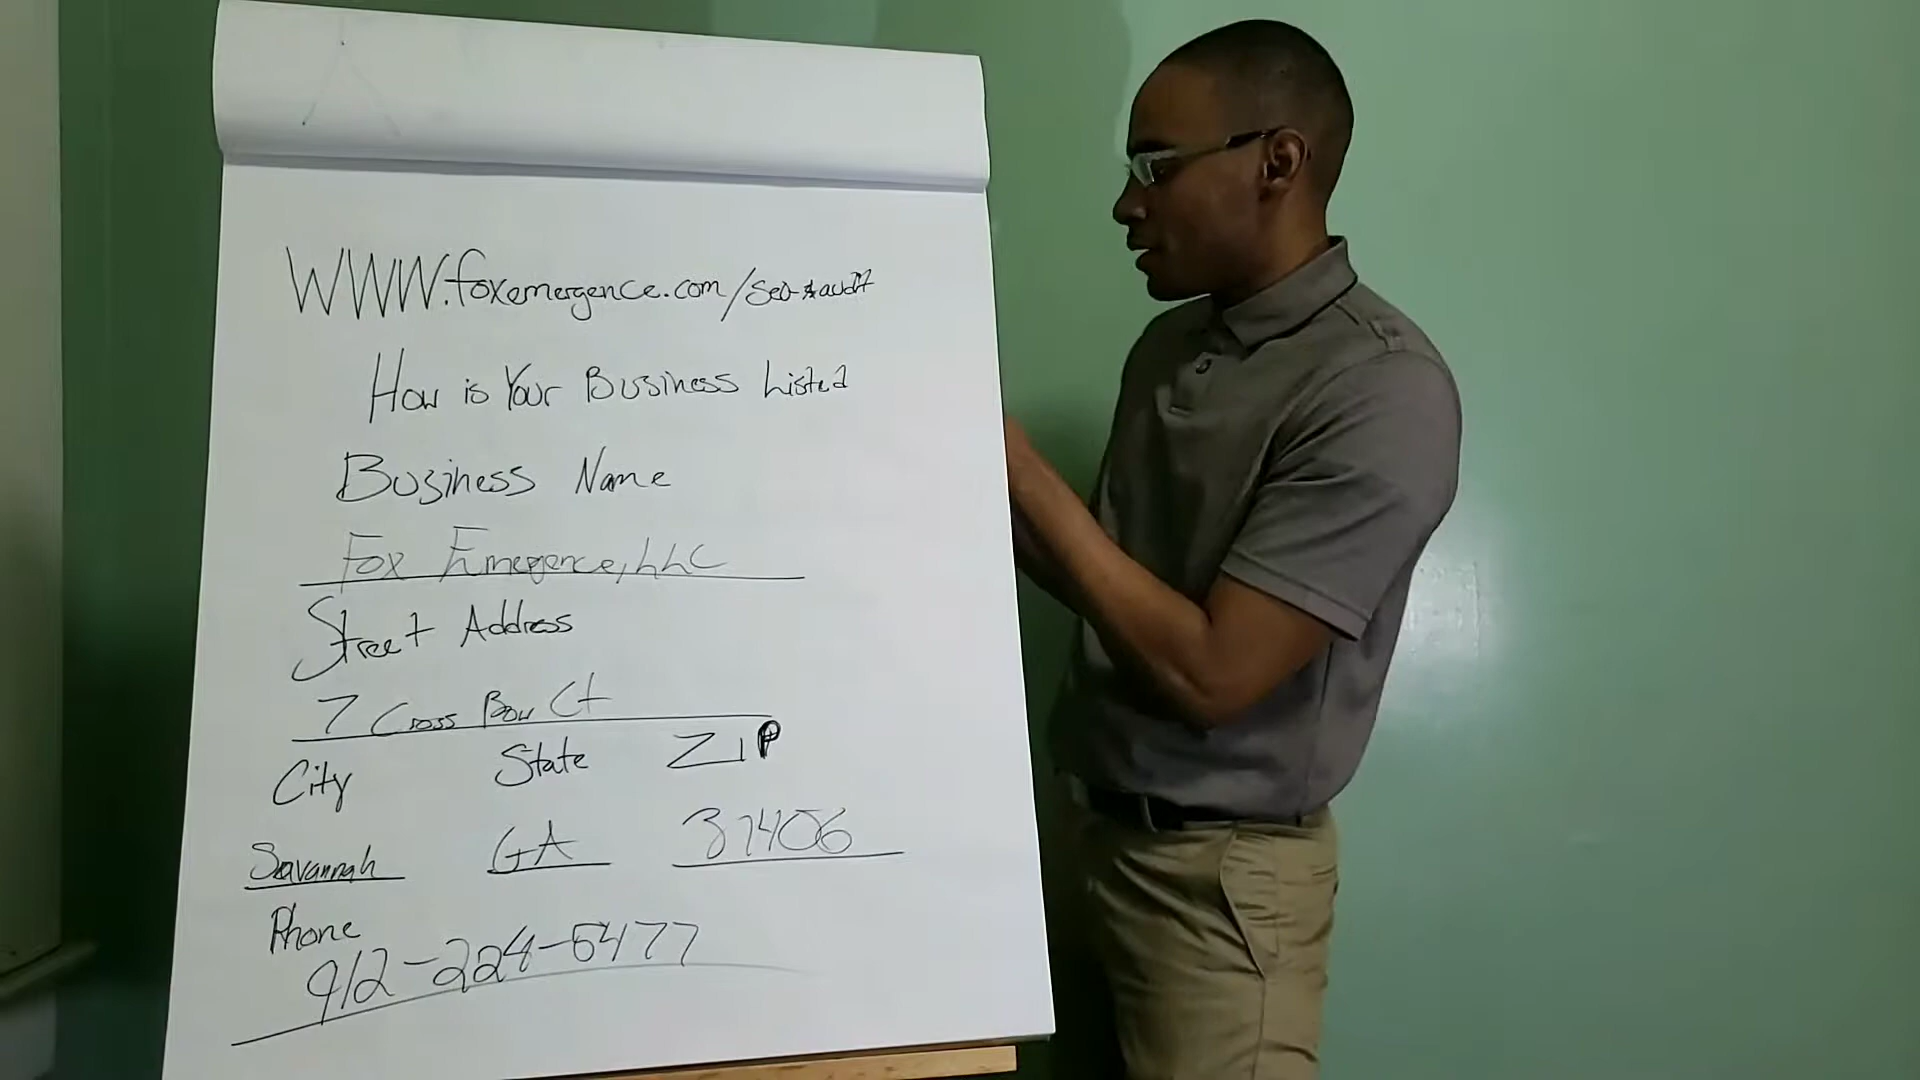 WWW.foxemergence.com/seo-audit
How is Your Business Listed
Business Name
Fox Emergence, LLC
Street Address
7 Cross Bow Ct
City State ZIP
Savannah GA 31406
Phone
912-224-5477